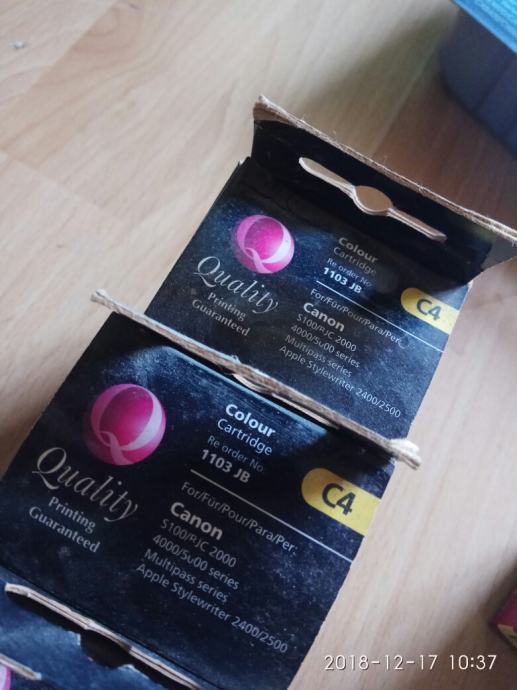 Colour
Cartridge
Re order No
1103 JB
Quality
Printing
Guaranteed
For/Für/Pour/Para/Per:
C4
Canon
S100/BJC 2000
4000/5000 series
Multipass series
Apple Stylewriter 2400/2500
Colour
Cartridge
Re order No
1103 JB
Quality
Printing
Guaranteed
For/Für/Pour/Para/Per:
C4
Canon
S100/BJC 2000
4000/5000 series
Multipass series
Apple Stylewriter 2400/2500
2018-12-17 10:37